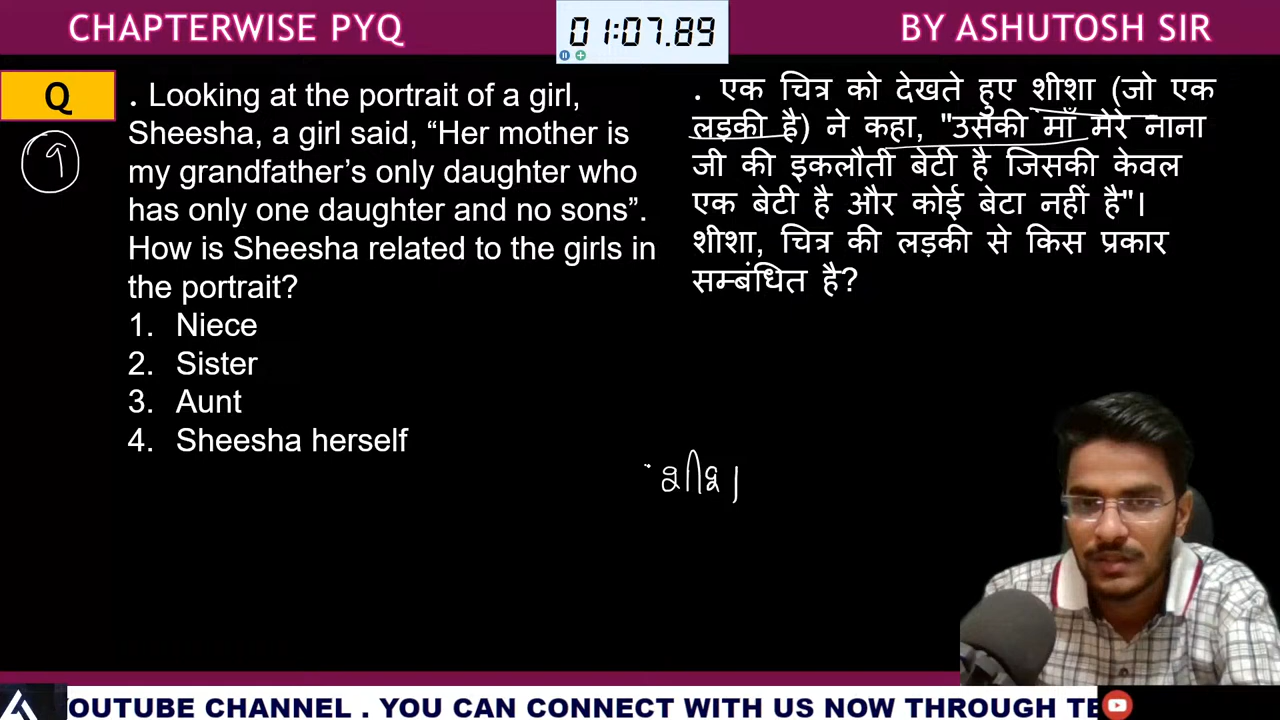 CHAPTERWISE PYQ
01:07.89
BY ASHUTOSH SIR
Q
. Looking at the portrait of a girl,
Sheesha, a girl said, “Her mother is
my grandfather’s only daughter who
has only one daughter and no sons”.
How is Sheesha related to the girls in
the portrait?
1. Niece
2. Sister
3. Aunt
4. Sheesha herself
. एक चित्र को देखते हुए शीशा (जो एक
लड़की है) ने कहा, "उसकी माँ मेरे नाना
जी की इकलौती बेटी है जिसकी केवल
एक बेटी है और कोई बेटा नहीं है"।
शीशा, चित्र की लड़की से किस प्रकार
सम्बंधित है?
YOUTUBE CHANNEL . YOU CAN CONNECT WITH US NOW THROUGH TE